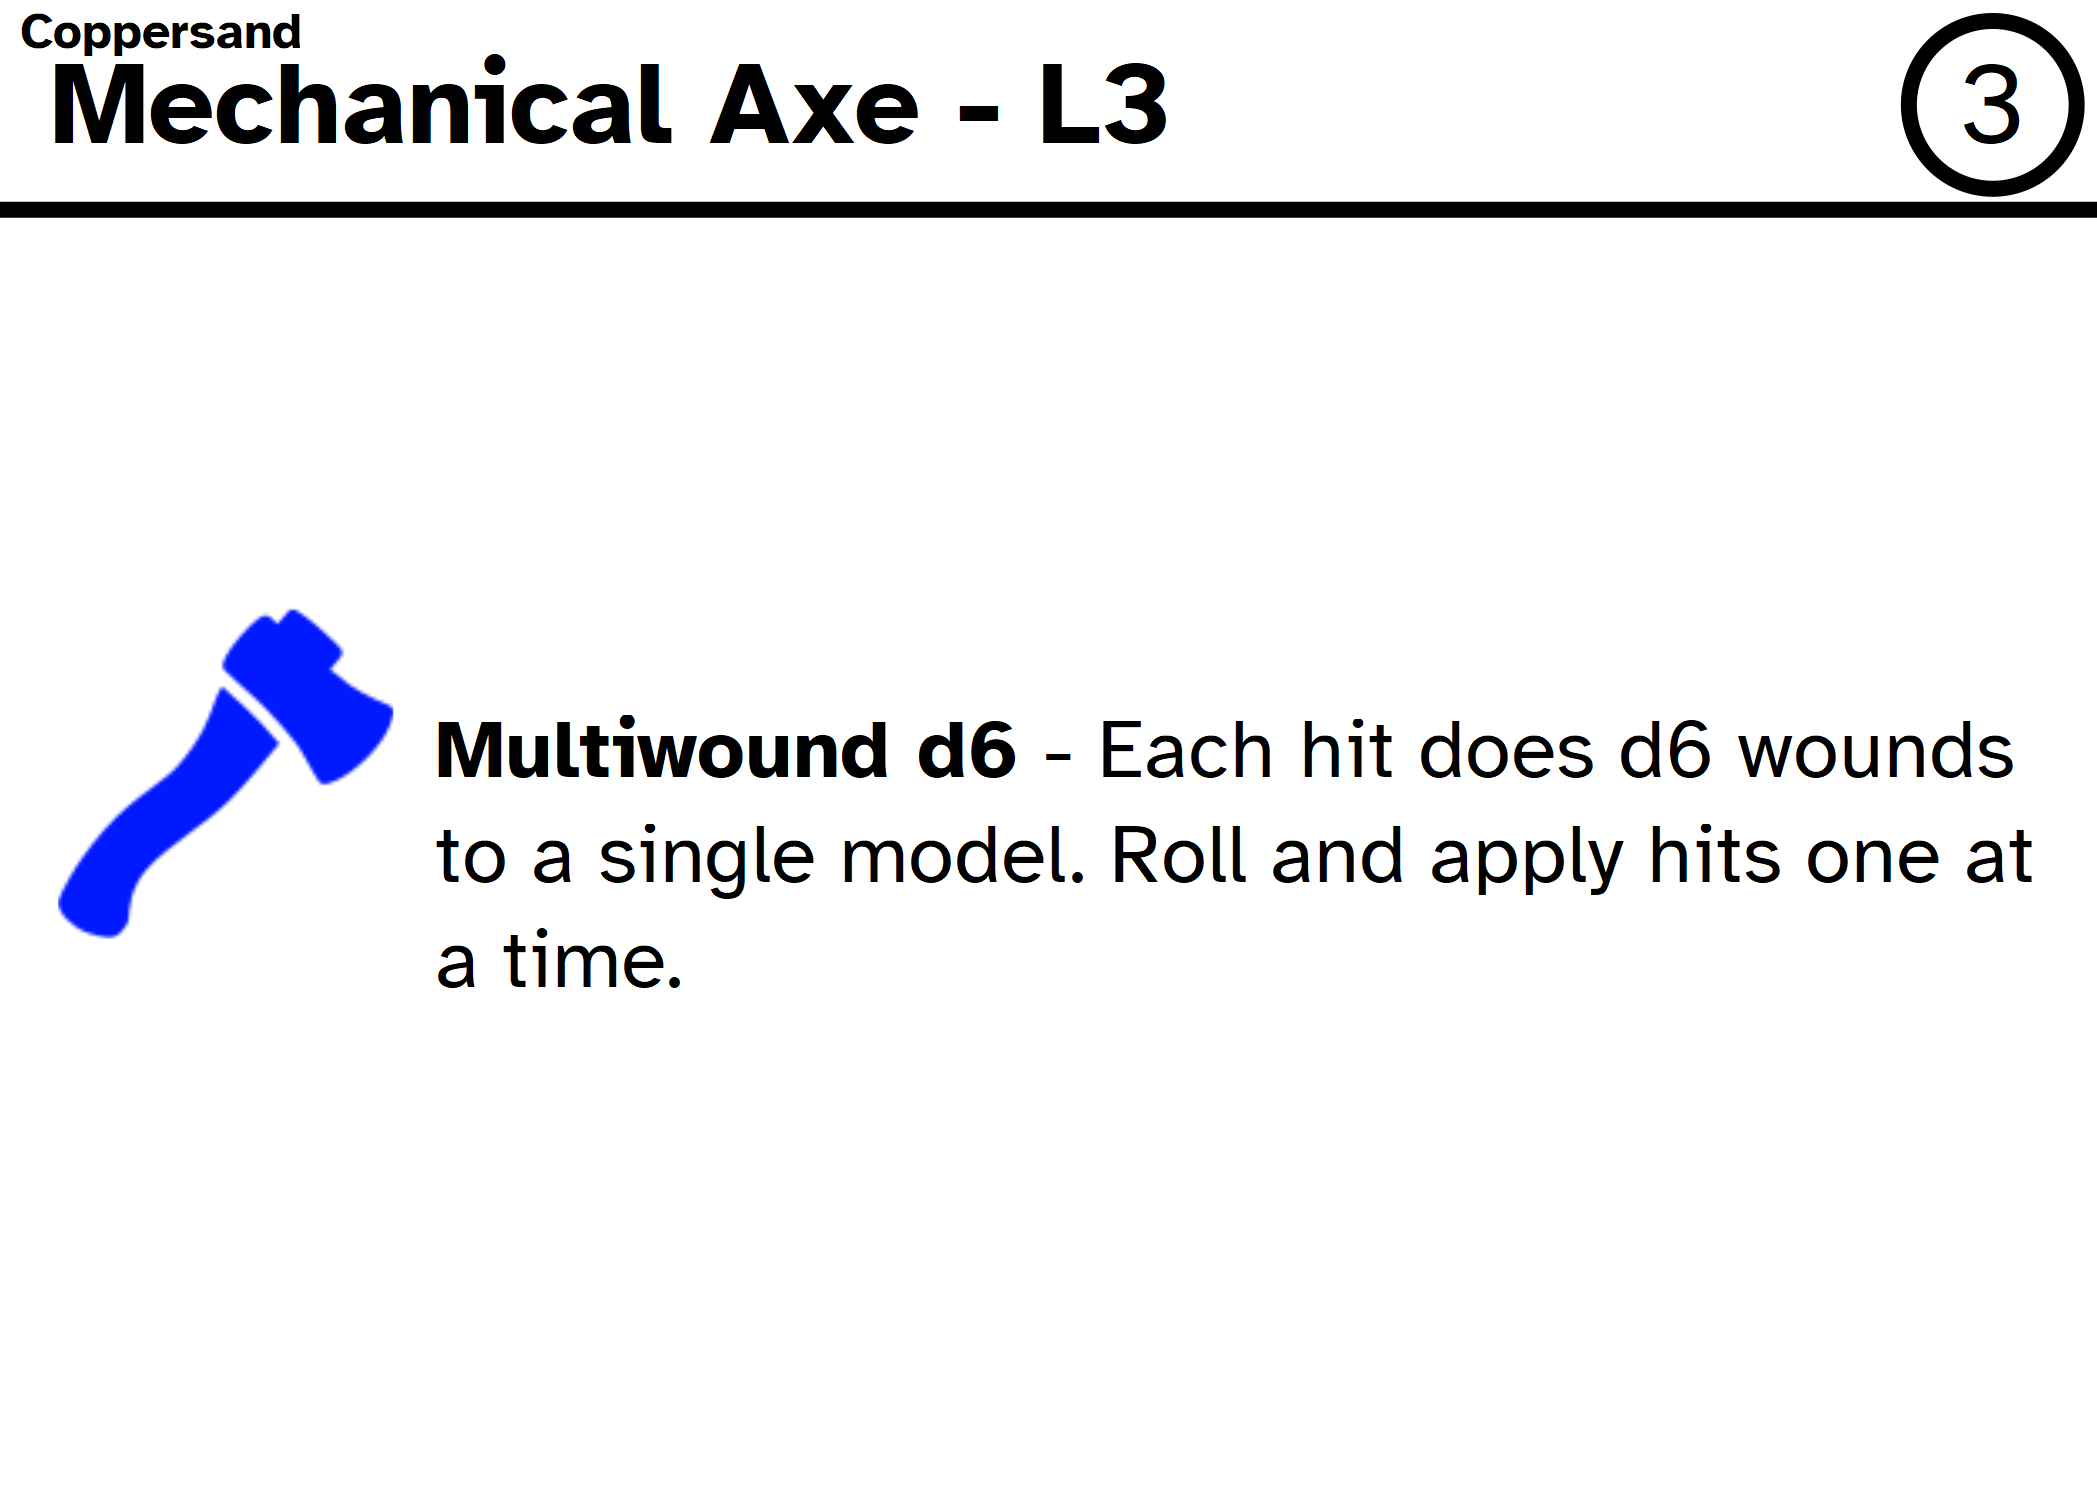 Coppersand
Mechanical Axe - L3
3
Multiwound d6 - Each hit does d6 wounds
to a single model. Roll and apply hits one at
a time.